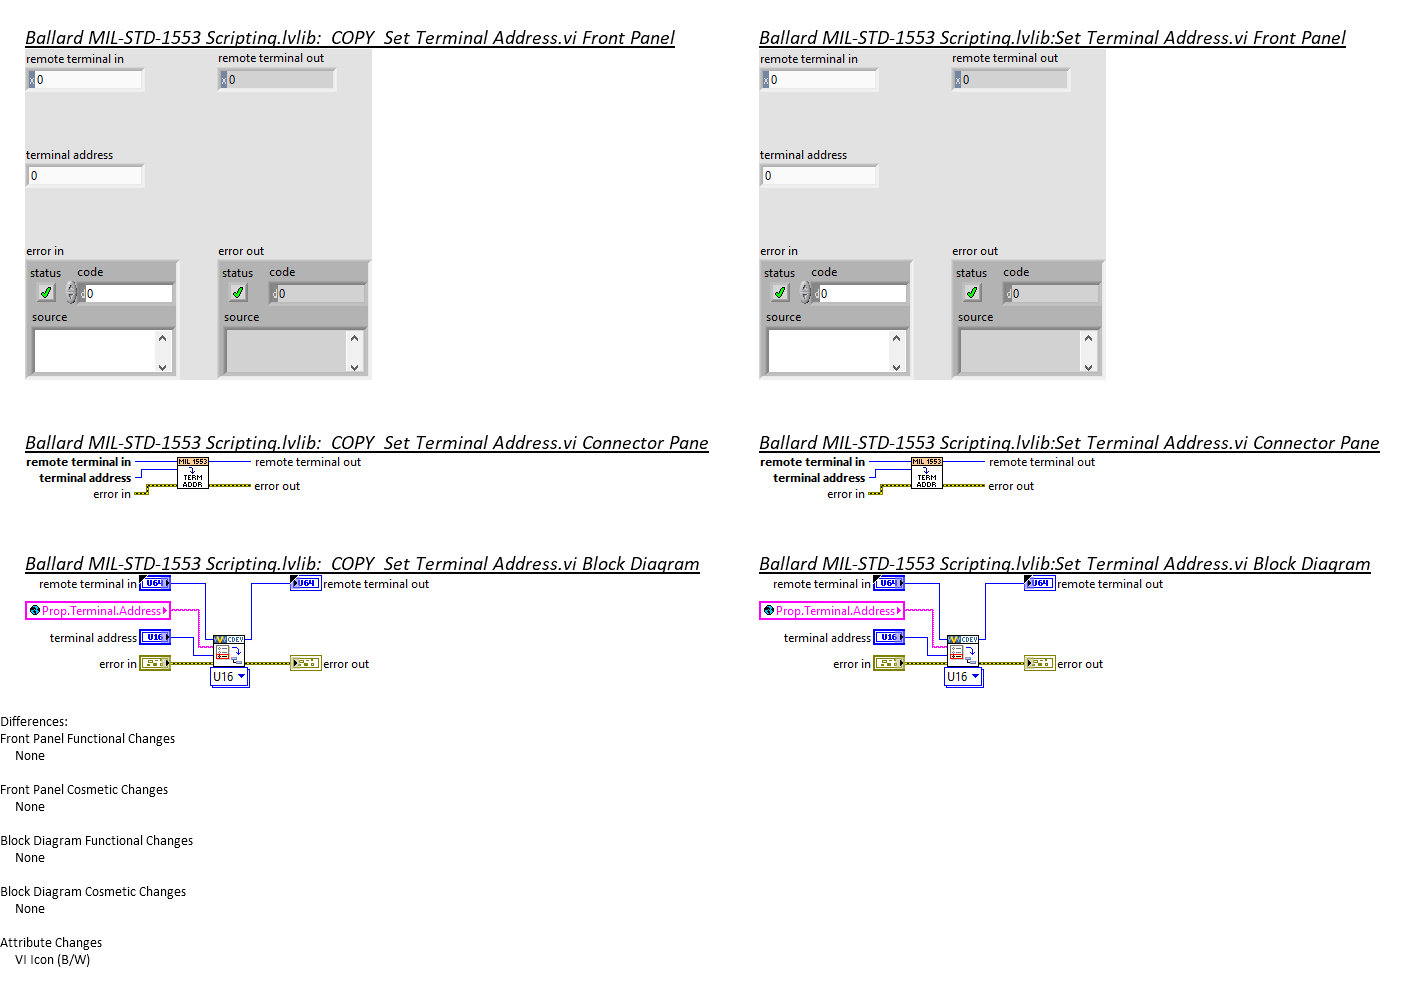 Ballard MIL-STD-1553 Scripting.lvlib:_COPY_Set Terminal Address.vi Front Panel
remote terminal in
remote terminal out
x 0
x 0
terminal address
0
error in
error out
status code
status code
d 0
d 0
source
source
Ballard MIL-STD-1553 Scripting.lvlib:Set Terminal Address.vi Front Panel
remote terminal in
remote terminal out
x 0
x 0
terminal address
0
error in
error out
status code
status code
d 0
d 0
source
source
Ballard MIL-STD-1553 Scripting.lvlib:_COPY_Set Terminal Address.vi Connector Pane
remote terminal in
terminal address
error in
MIL 1553
TERM
ADDR
remote terminal out
error out
Ballard MIL-STD-1553 Scripting.lvlib:Set Terminal Address.vi Connector Pane
remote terminal in
terminal address
error in
MIL 1553
TERM
ADDR
remote terminal out
error out
Ballard MIL-STD-1553 Scripting.lvlib:_COPY_Set Terminal Address.vi Block Diagram
remote terminal in U64
U64 remote terminal out
Prop.Terminal.Address
terminal address U16
CDEV
error in
error out
U16
Ballard MIL-STD-1553 Scripting.lvlib:Set Terminal Address.vi Block Diagram
remote terminal in U64
U64 remote terminal out
Prop.Terminal.Address
terminal address U16
CDEV
error in
error out
U16
Differences:
Front Panel Functional Changes
None
Front Panel Cosmetic Changes
None
Block Diagram Functional Changes
None
Block Diagram Cosmetic Changes
None
Attribute Changes
VI Icon (B/W)